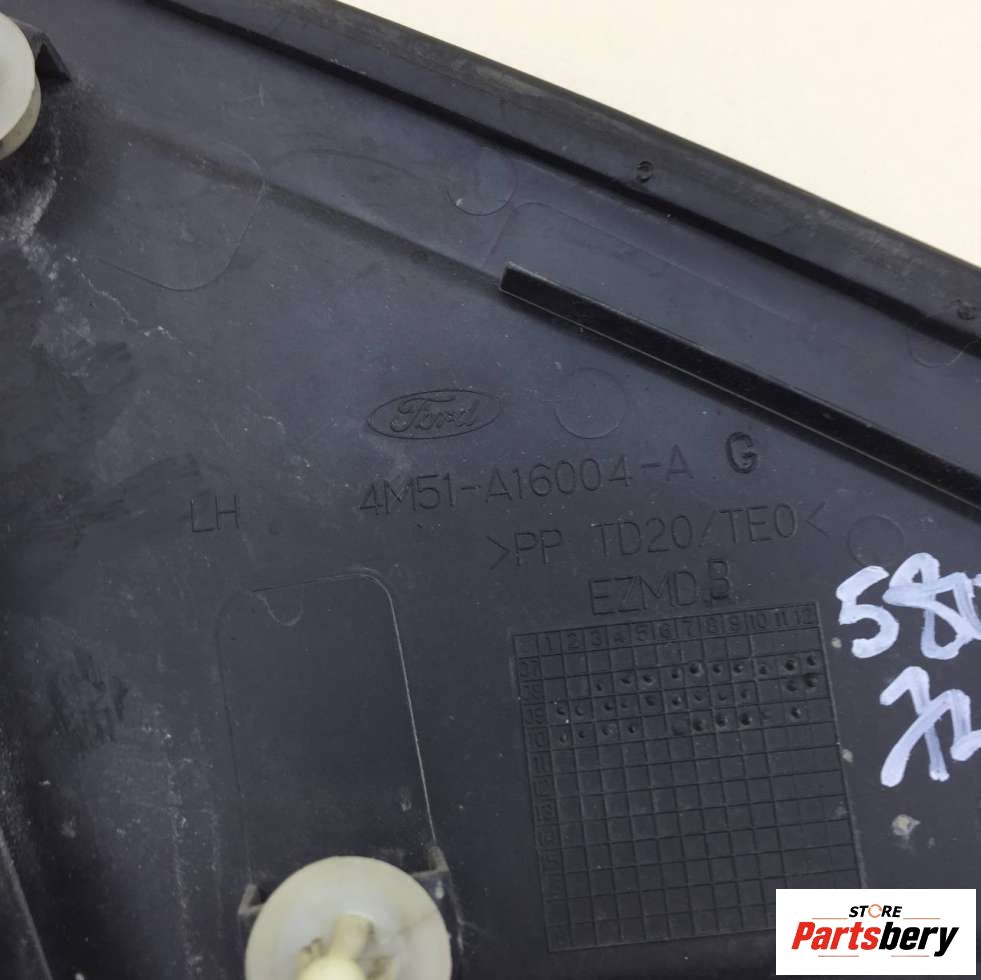 Ford
4M51-A16004-A G
LH
>PP TD20/TE0<
EZMD B
1 2 3 4 5 6 7 8 9 10 11 12
STORE
Partsbery